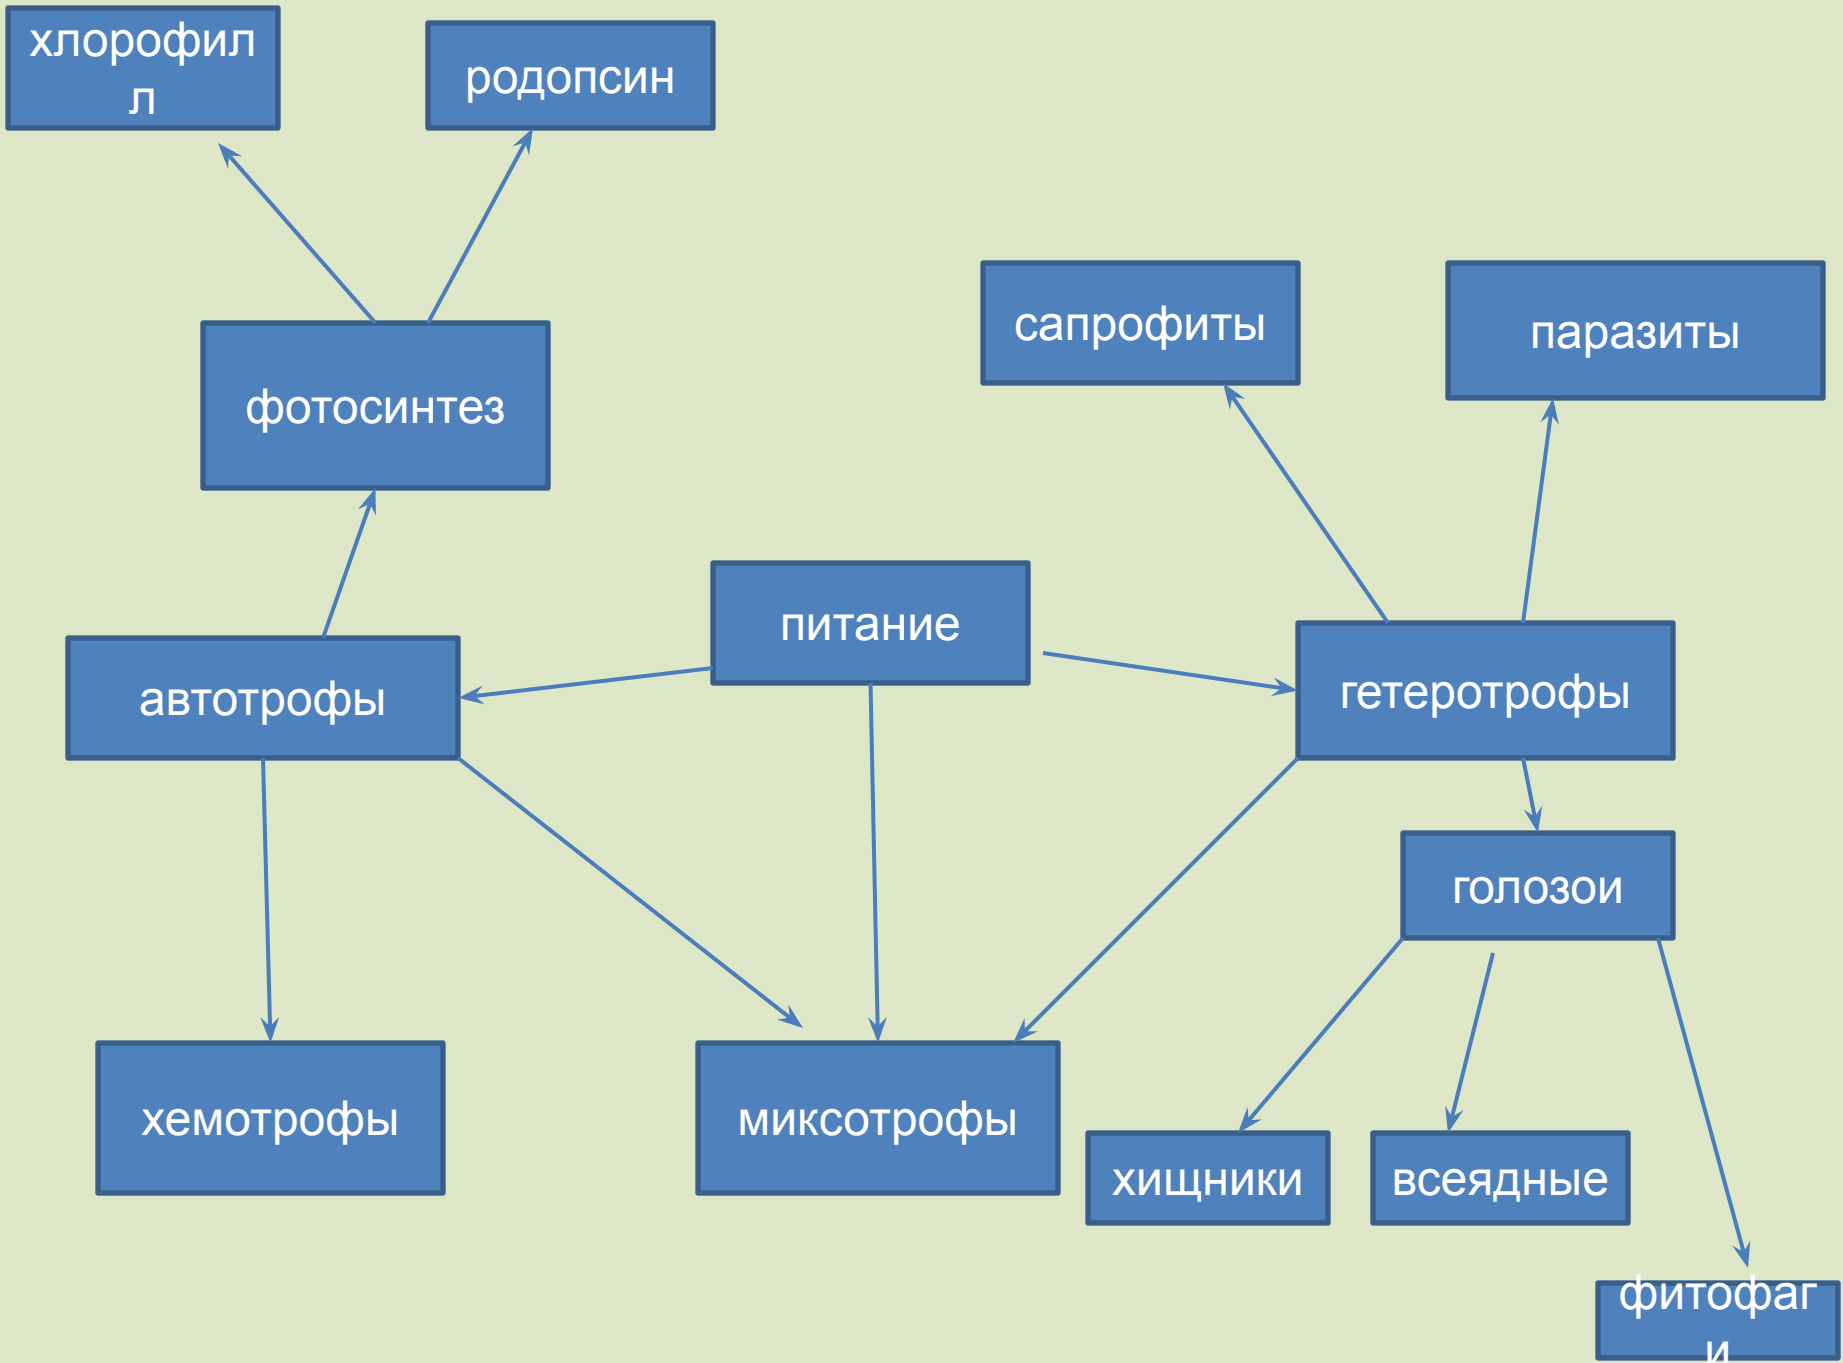 хлорофил
л
родопсин
сапрофиты
паразиты
фотосинтез
питание
автотрофы
гетеротрофы
голозои
хемотрофы
миксотрофы
хищники
всеядные
фитофаг
и